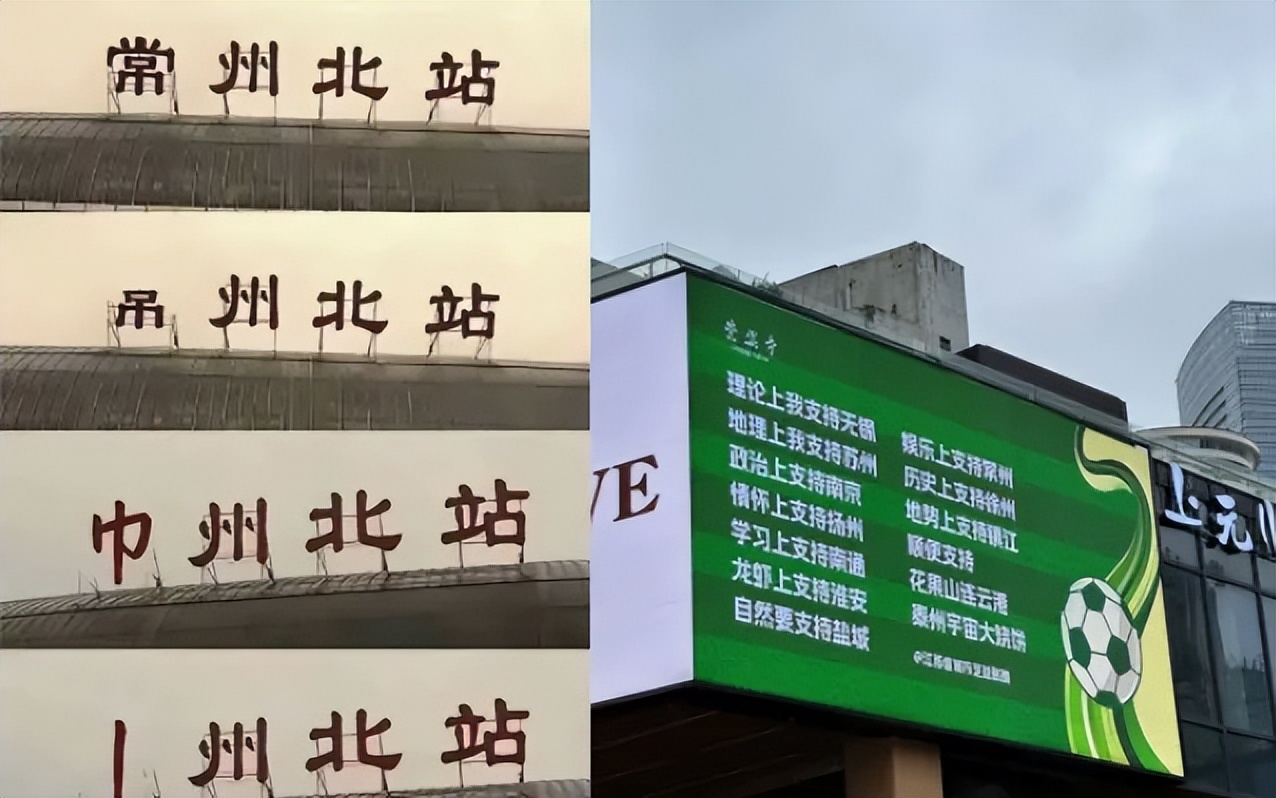 常州北站
吊州北站
巾州北站
丨州北站
VE
理论上我支持无锡
地理上我支持苏州
政治上支持南京
情怀上支持扬州
学习上支持南通
龙虾上支持淮安
自然要支持盐城
娱乐上支持常州
历史上支持徐州
地势上支持镇江
顺便支持
花果山连云港
泰州宇宙大烧饼
上元